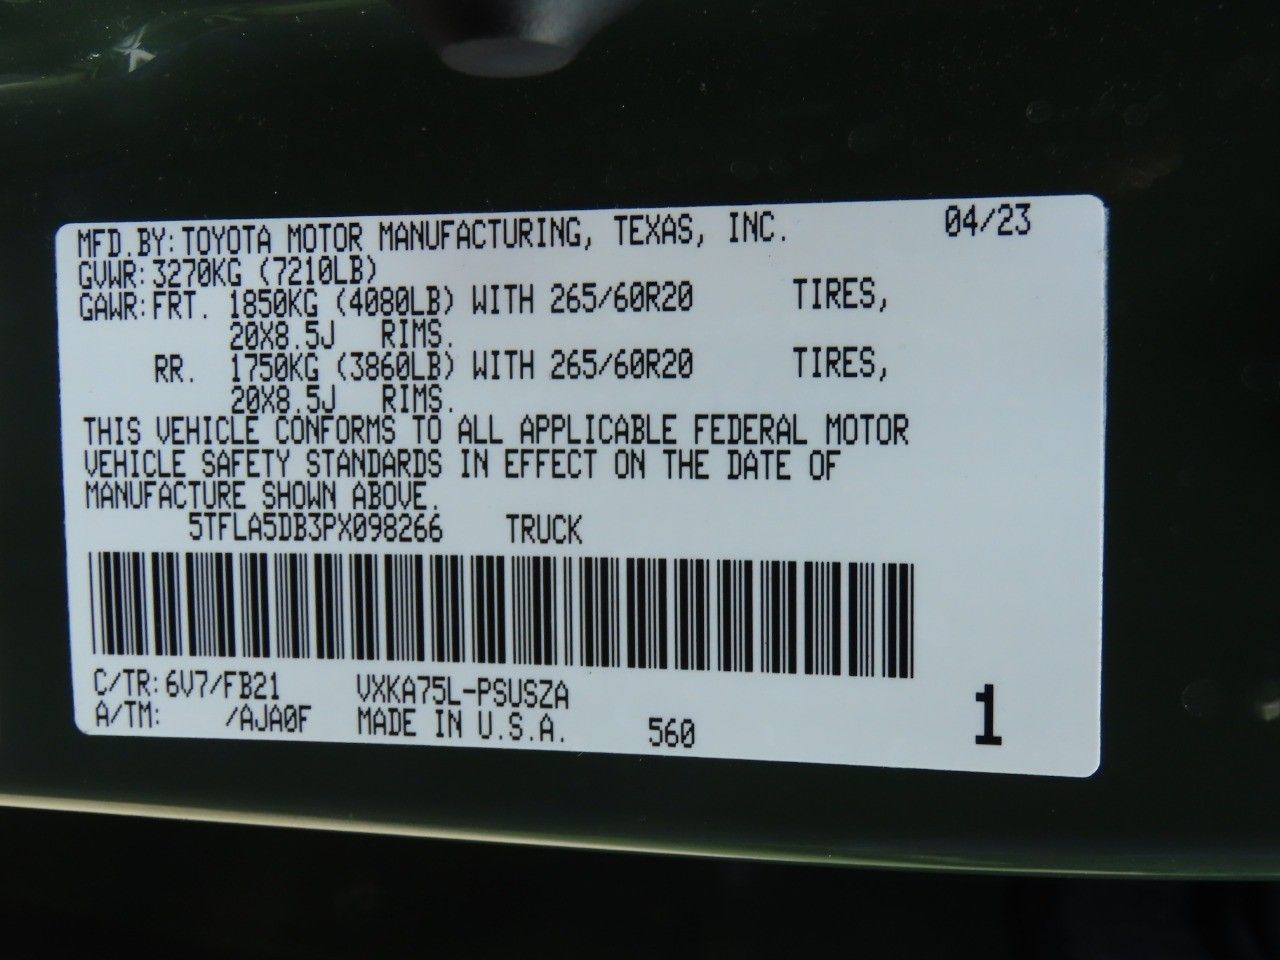 MFD.BY:TOYOTA MOTOR MANUFACTURING, TEXAS, INC. 04/23
GVWR:3270KG (7210LB)
GAWR:FRT. 1850KG (4080LB) WITH 265/60R20 TIRES,
20X8.5J RIMS.
RR. 1750KG (3860LB) WITH 265/60R20 TIRES,
20X8.5J RIMS.
THIS VEHICLE CONFORMS TO ALL APPLICABLE FEDERAL MOTOR
VEHICLE SAFETY STANDARDS IN EFFECT ON THE DATE OF
MANUFACTURE SHOWN ABOVE.
5TFLA5DB3PX098266 TRUCK
C/TR:6V7/FB21 VXKA75L-PSUSZA
A/TM: /AJA0F MADE IN U.S.A. 560 1